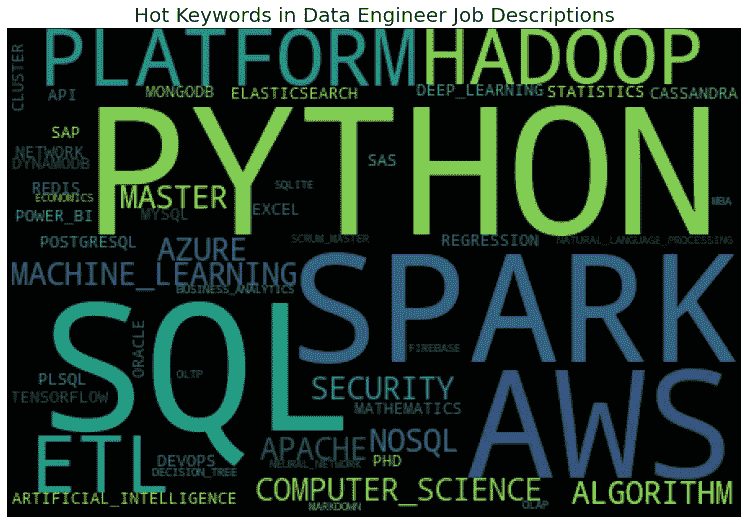 Hot Keywords in Data Engineer Job Descriptions
PLATFORM
HADOOP
CLUSTER
API
MONGODB
ELASTICSEARCH
DEEP_LEARNING
STATISTICS
CASSANDRA
PYTHON
SAP
NETWORK
DYNAMODB
SAS
REDIS
ECONOMICS
MASTER
SQLITE
MBA
POWER_BI
MYSQL
EXCEL
POSTGRESQL
AZURE
SCRUM_MASTER
REGRESSION
NATURAL_LANGUAGE_PROCESSING
MACHINE_LEARNING
BUSINESS_ANALYTICS
SPARK
SQL
ORACLE
FIREBASE
PLSQL
OLTP
TENSORFLOW
SECURITY
MATHEMATICS
AWS
ETL
APACHE
NOSQL
DEVOPS
DECISION_TREE
NEURAL_NETWORK
PHD
ARTIFICIAL_INTELLIGENCE
COMPUTER_SCIENCE
ALGORITHM
MARKDOWN
OLAP